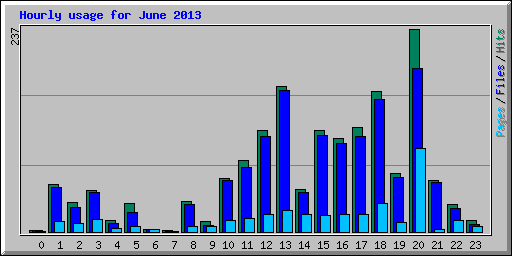 Hourly usage for June 2013
237
Pages / Files / Hits
0 1 2 3 4 5 6 7 8 9 10 11 12 13 14 15 16 17 18 19 20 21 22 23